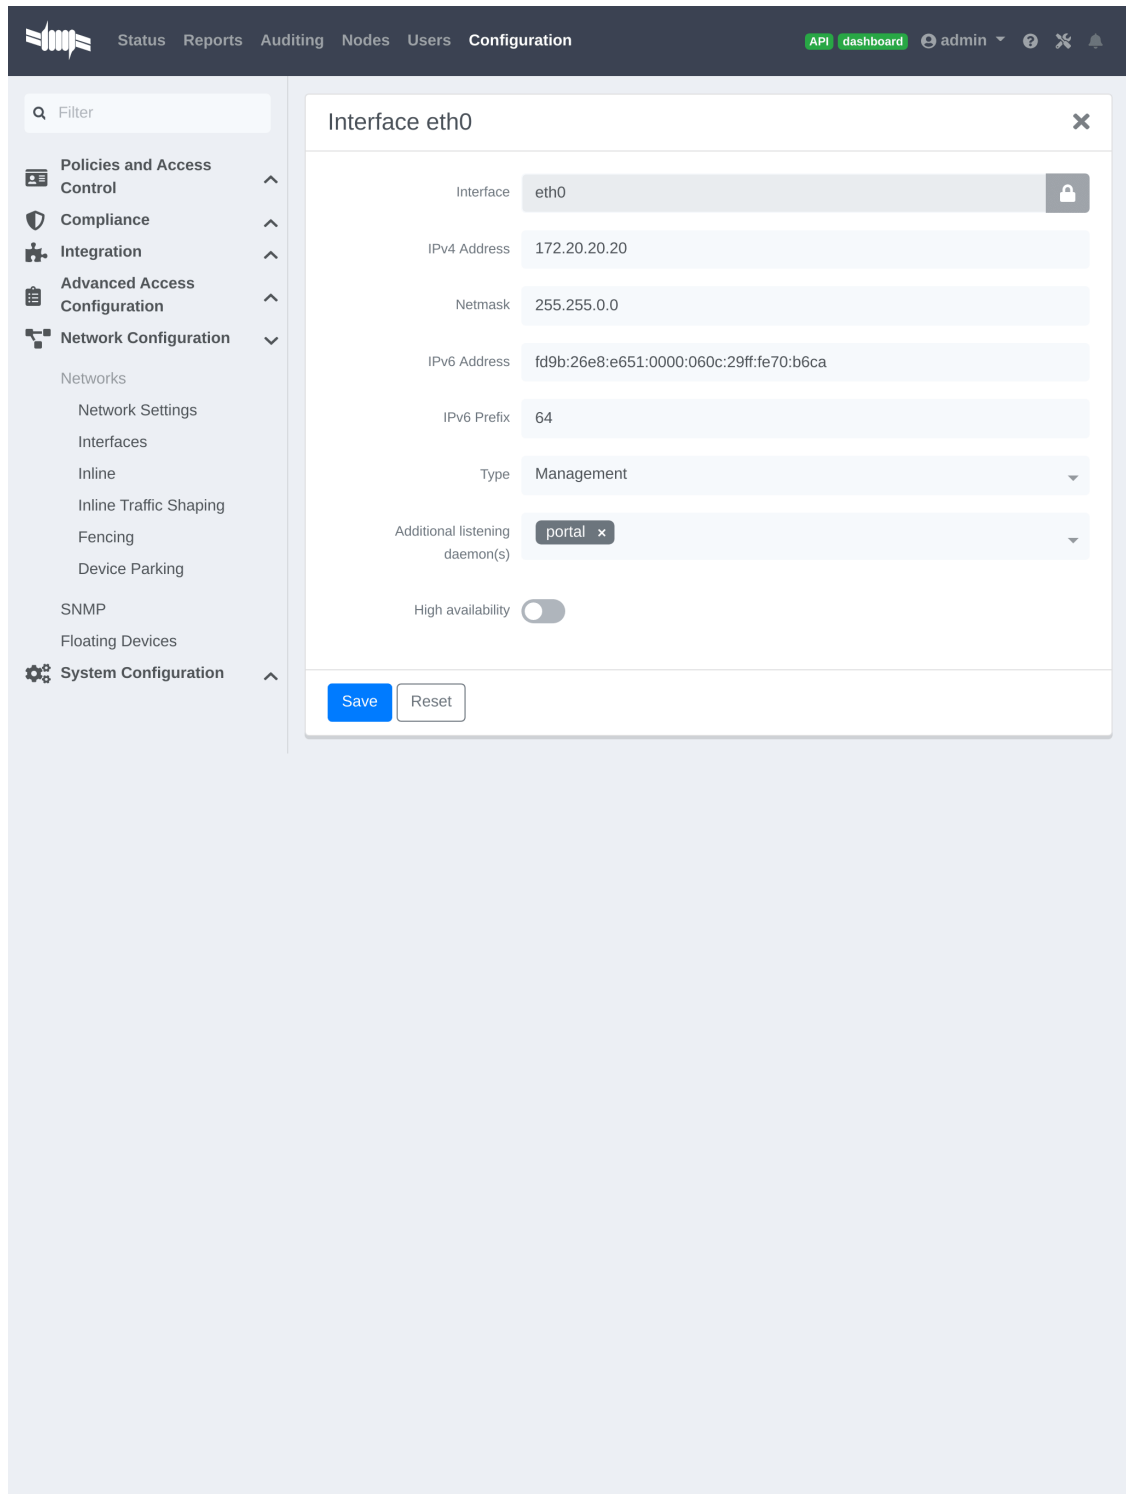 Status Reports Auditing Nodes Users Configuration API dashboard admin
Filter
Policies and Access
Control
Compliance
Integration
Advanced Access
Configuration
Network Configuration
Networks
Network Settings
Interfaces
Inline
Inline Traffic Shaping
Fencing
Device Parking
SNMP
Floating Devices
System Configuration
Interface eth0
Interface eth0
IPv4 Address 172.20.20.20
Netmask 255.255.0.0
IPv6 Address fd9b:26e8:e651:0000:060c:29ff:fe70:b6ca
IPv6 Prefix 64
Type Management
Additional listening
daemon(s)
portal ×
High availability
Save Reset